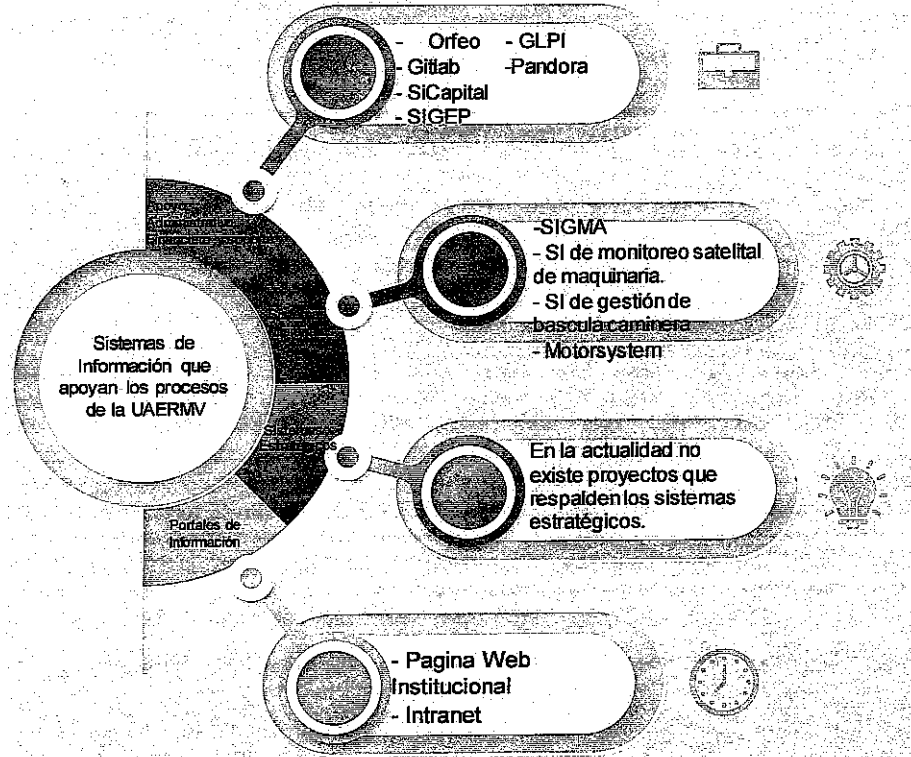 - Orfeo - GLPI
- Gitlab -Pandora
- SiCapital
- SIGEP
-SIGMA
- SI de monitoreo satelital
de maquinaria.
- SI de gestión de
bascula caminera
- Motorsystem
Sistemas de
Información que
apoyan los procesos
de la UAERMV
En la actualidad no
existe proyectos que
respalden los sistemas
estratégicos.
Portales de
Información
- Pagina Web
Institucional
- Intranet